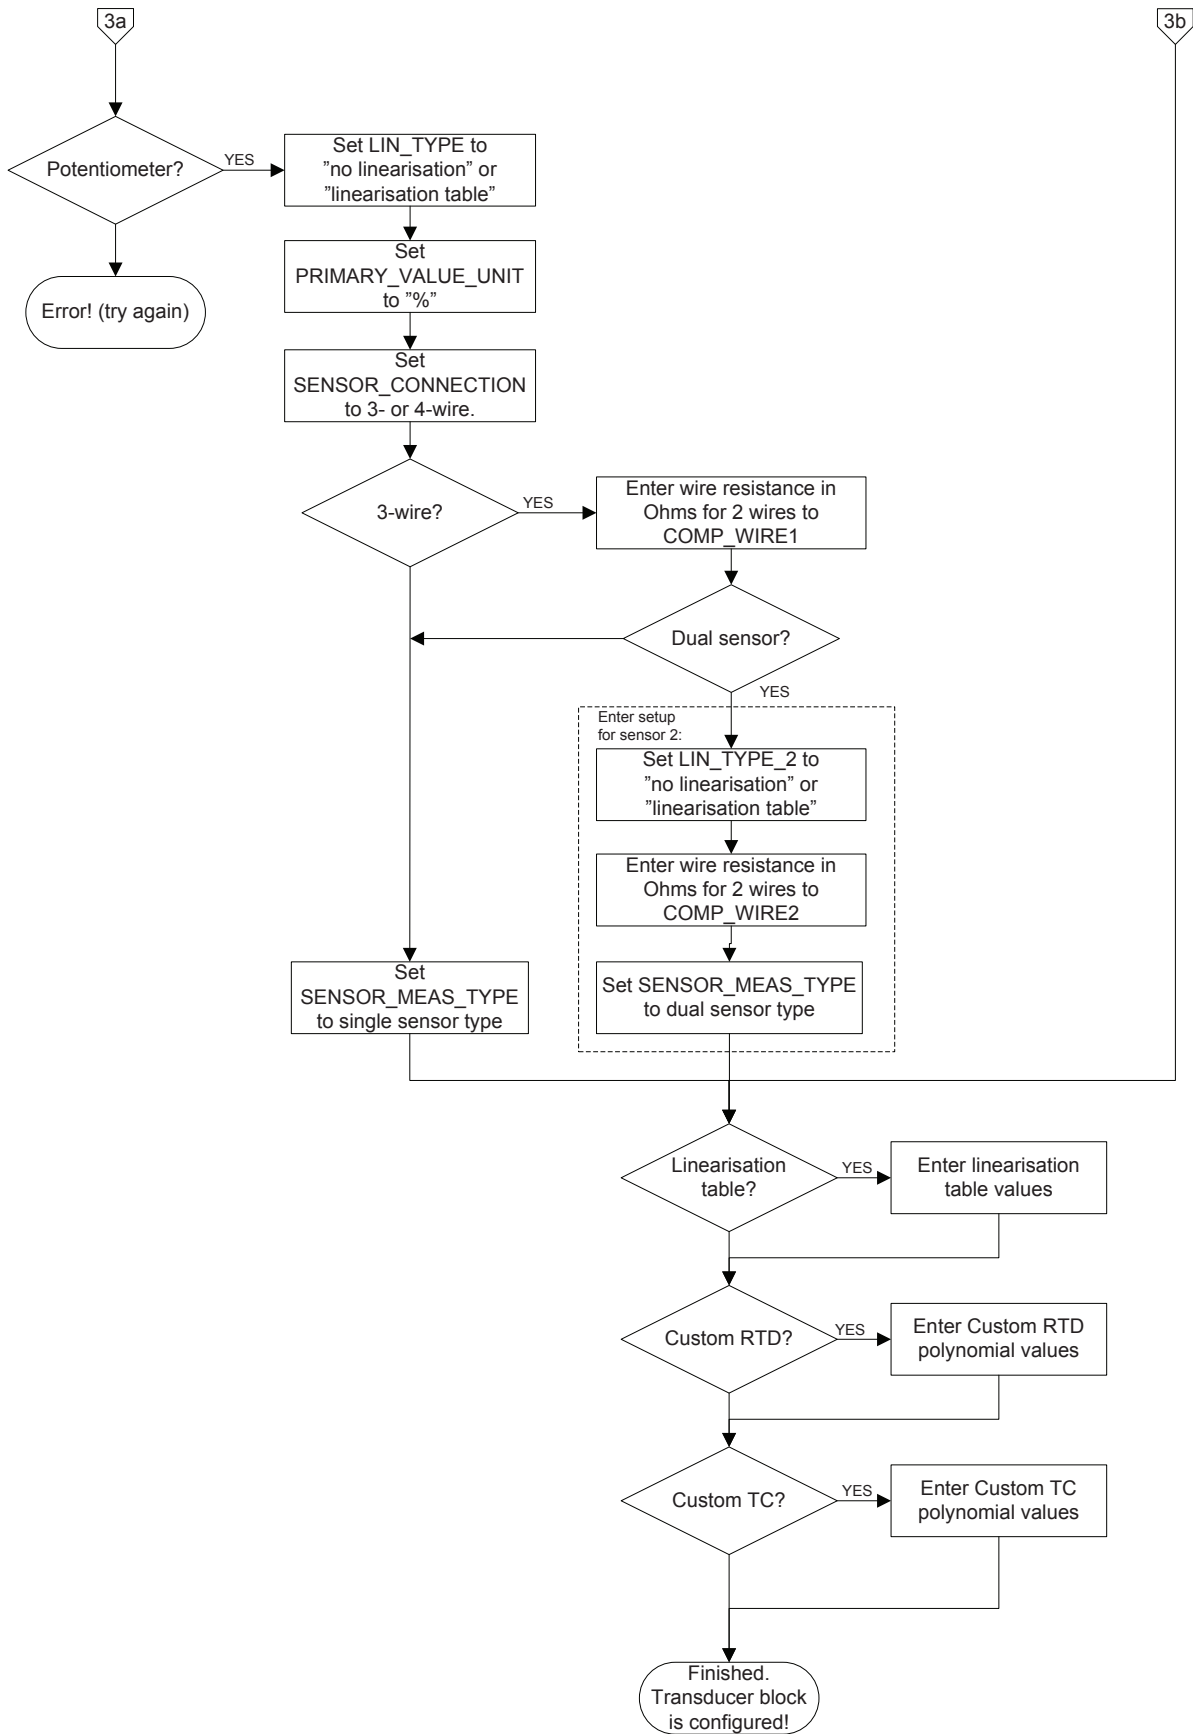 3a
3b
Potentiometer?
YES
Set LIN_TYPE to
”no linearisation” or
”linearisation table”
Set
PRIMARY_VALUE_UNIT
to ”%”
Error! (try again)
Set
SENSOR_CONNECTION
to 3- or 4-wire.
3-wire?
YES
Enter wire resistance in
Ohms for 2 wires to
COMP_WIRE1
Dual sensor?
YES
Enter setup
for sensor 2:
Set LIN_TYPE_2 to
”no linearisation” or
”linearisation table”
Enter wire resistance in
Ohms for 2 wires to
COMP_WIRE2
Set
SENSOR_MEAS_TYPE
to single sensor type
Set SENSOR_MEAS_TYPE
to dual sensor type
Linearisation
table?
YES
Enter linearisation
table values
Custom RTD?
YES
Enter Custom RTD
polynomial values
Custom TC?
YES
Enter Custom TC
polynomial values
Finished.
Transducer block
is configured!